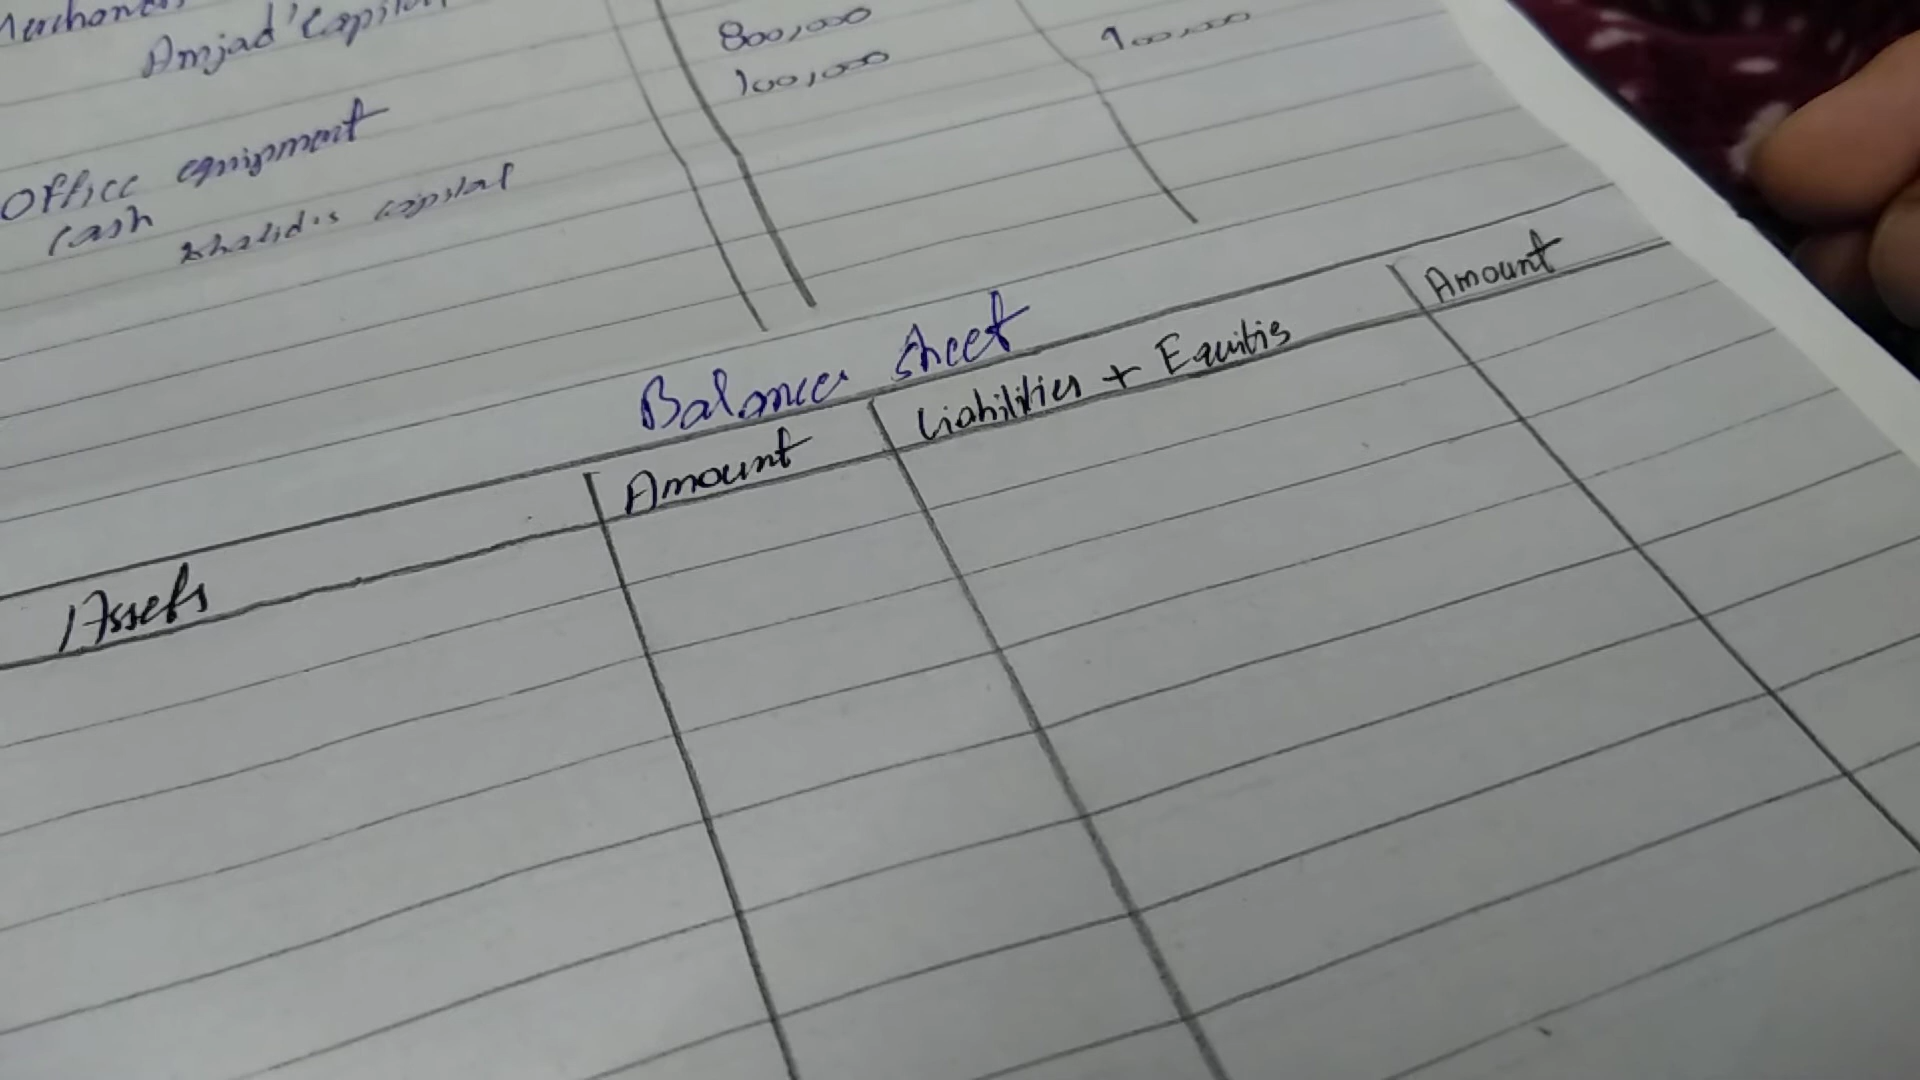 Amjad' Capital
800,000
100,000
900,000
Office equipment
Cash
Khalid's capital
Balance Sheet
Assets Amount Liabilities + Equitis Amount